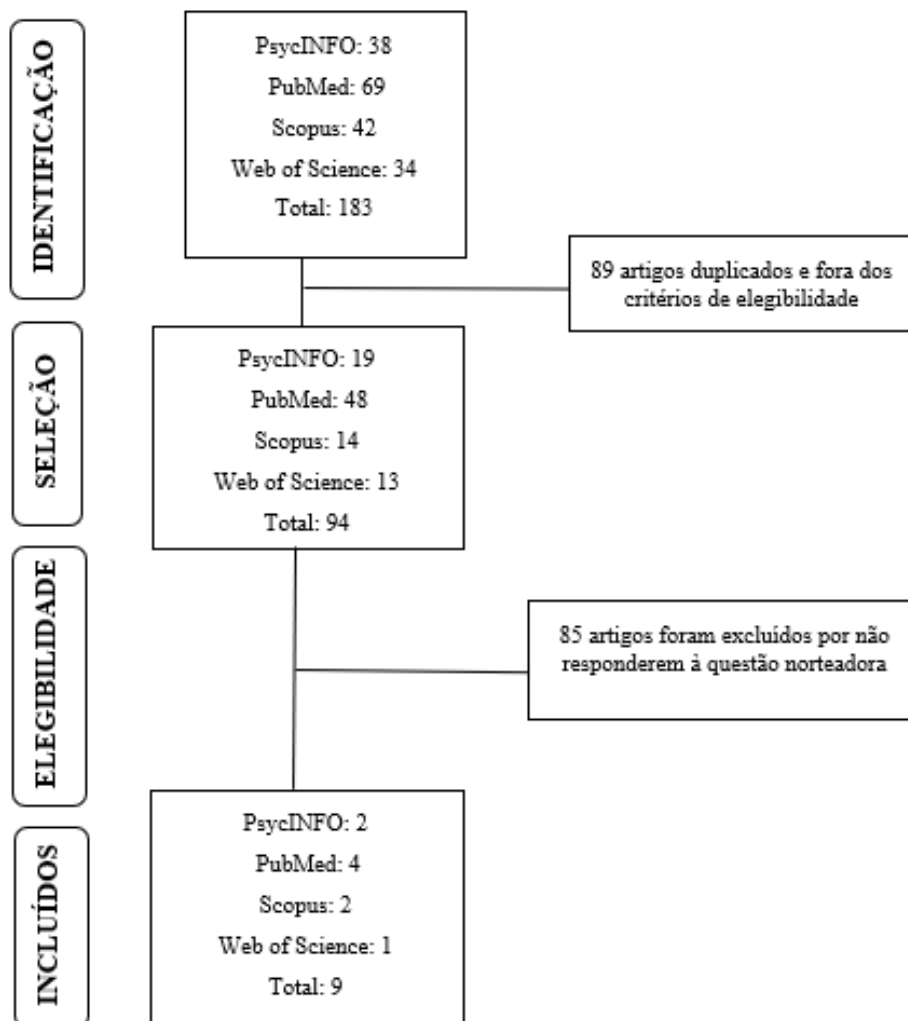 IDENTIFICAÇÃO
PsycINFO: 38
PubMed: 69
Scopus: 42
Web of Science: 34
Total: 183
89 artigos duplicados e fora dos
critérios de elegibilidade
SELEÇÃO
PsycINFO: 19
PubMed: 48
Scopus: 14
Web of Science: 13
Total: 94
ELEGIBILIDADE
85 artigos foram excluídos por não
responderem à questão norteadora
INCLUÍDOS
PsycINFO: 2
PubMed: 4
Scopus: 2
Web of Science: 1
Total: 9